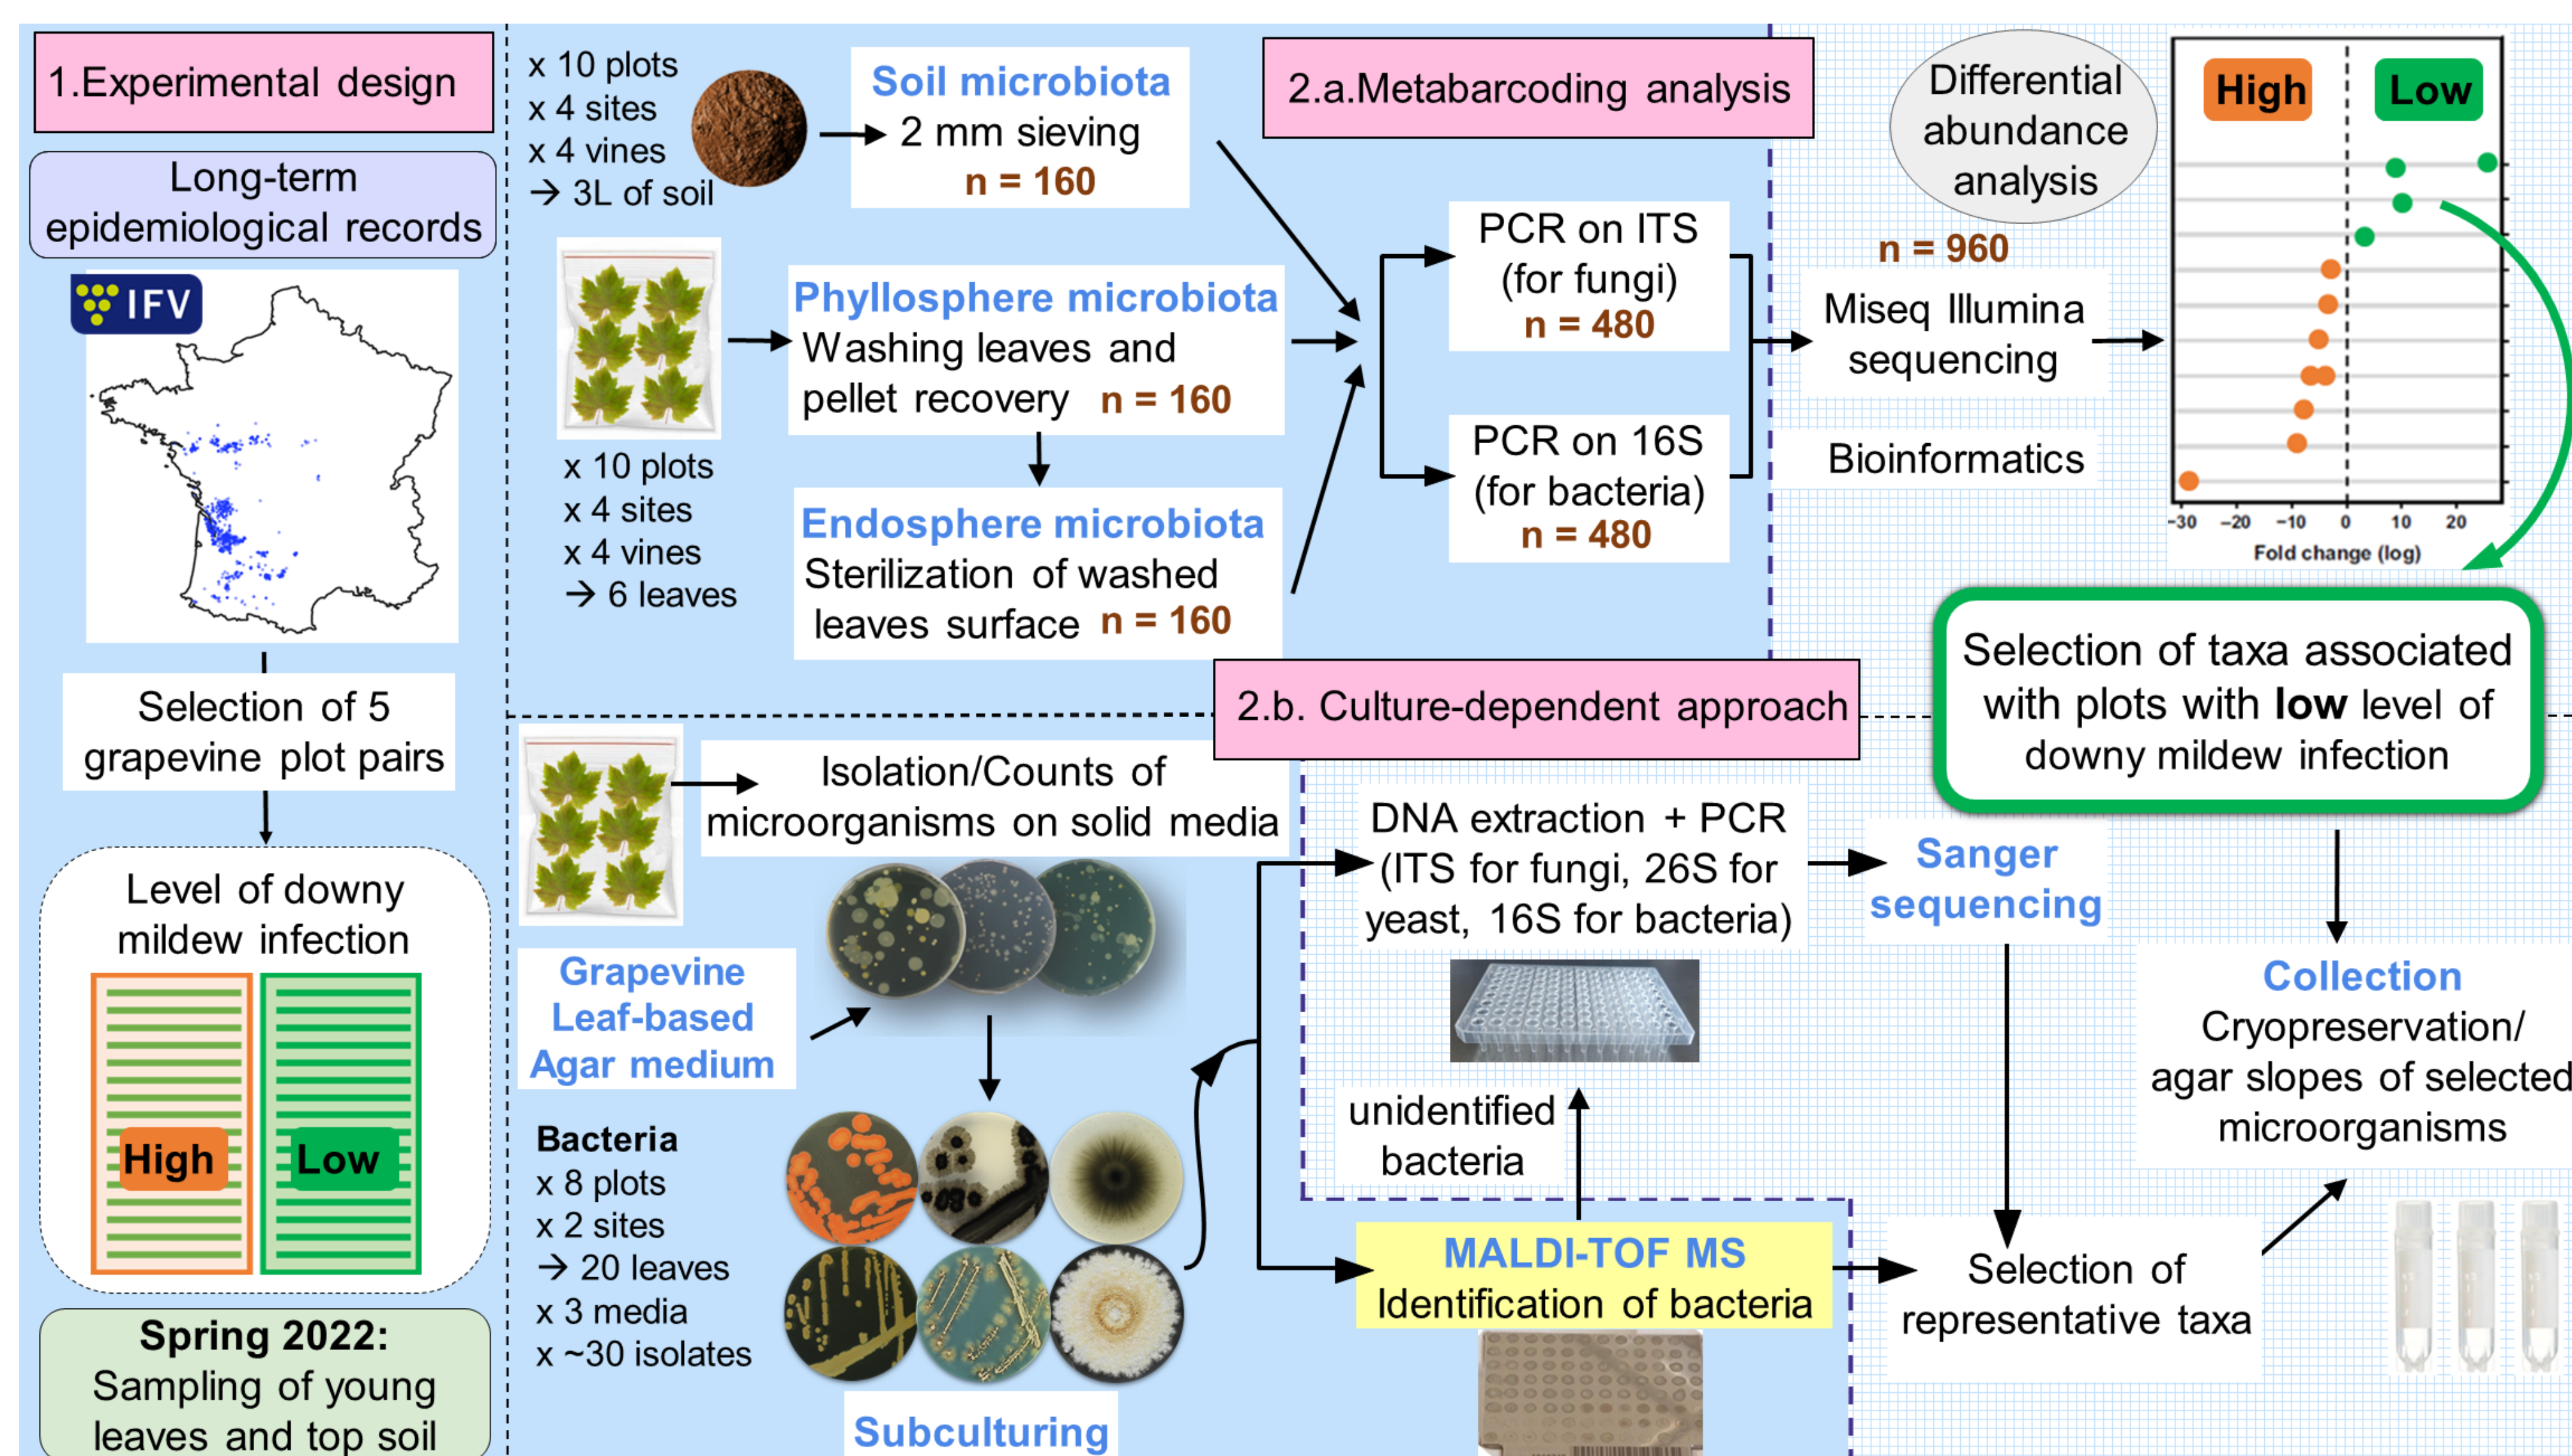 1.Experimental design
Long-term
epidemiological records
IFV
Selection of 5
grapevine plot pairs
Level of downy
mildew infection
High
Low
Spring 2022:
Sampling of young
leaves and top soil
x 10 plots
x 4 sites
x 4 vines
→ 3L of soil
Soil microbiota
2 mm sieving
n = 160
x 10 plots
x 4 sites
x 4 vines
→ 6 leaves
Phyllosphere microbiota
Washing leaves and
pellet recovery n = 160
Endosphere microbiota
Sterilization of washed
leaves surface n = 160
2.a.Metabarcoding analysis
PCR on ITS
(for fungi)
n = 480
PCR on 16S
(for bacteria)
n = 480
Differential
abundance
analysis
n = 960
Miseq Illumina
sequencing
Bioinformatics
High
Low
−30 −20 −10 0 10 20
Fold change (log)
Selection of taxa associated
with plots with low level of
downy mildew infection
2.b. Culture-dependent approach
Isolation/Counts of
microorganisms on solid media
Grapevine
Leaf-based
Agar medium
Bacteria
x 8 plots
x 2 sites
→ 20 leaves
x 3 media
x ~30 isolates
Subculturing
DNA extraction + PCR
(ITS for fungi, 26S for
yeast, 16S for bacteria)
unidentified
bacteria
MALDI-TOF MS
Identification of bacteria
Sanger
sequencing
Selection of
representative taxa
Collection
Cryopreservation/
agar slopes of selected
microorganisms